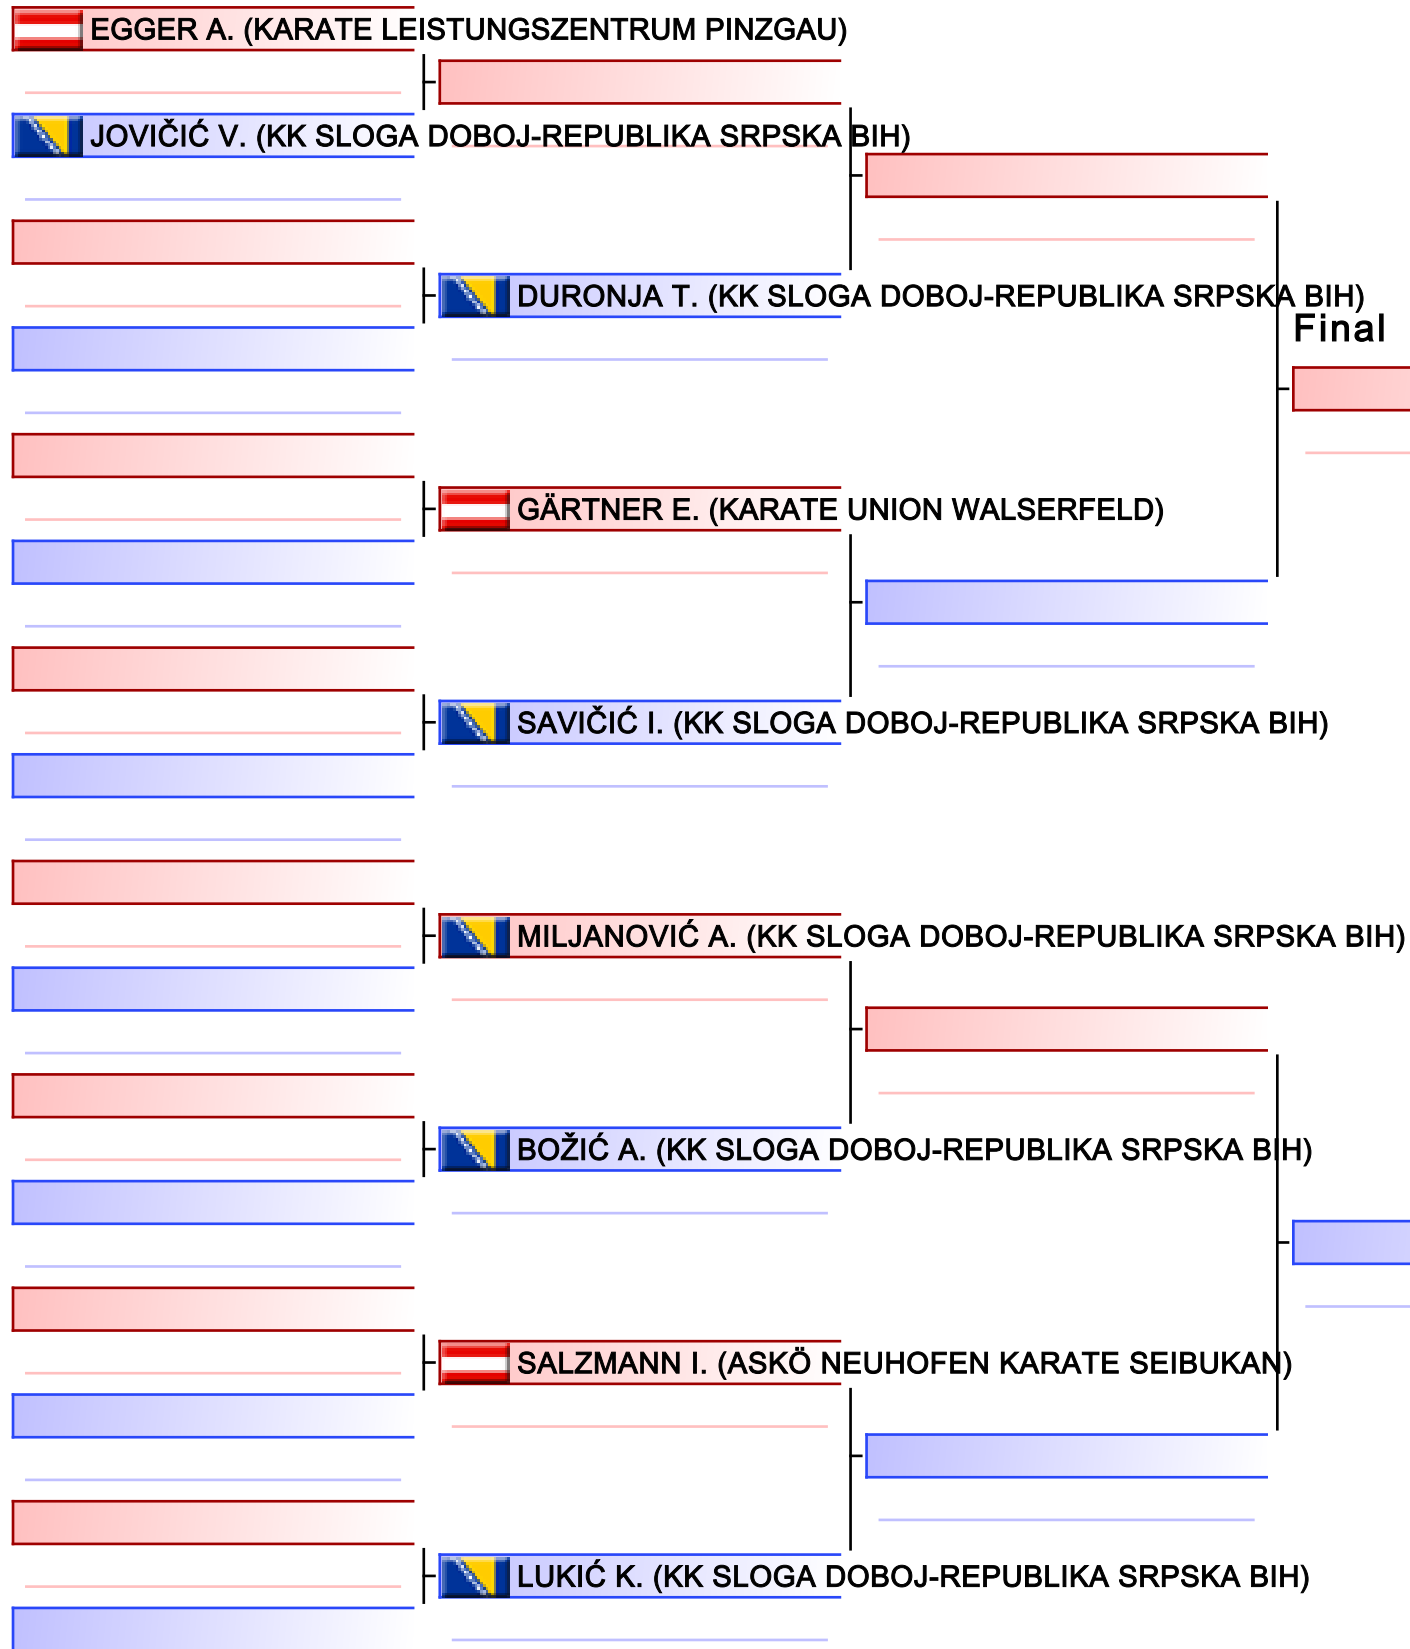 EGGER A. (KARATE LEISTUNGSZENTRUM PINZGAU)
JOVIČIĆ V. (KK SLOGA DOBOJ-REPUBLIKA SRPSKA BIH)
DURONJA T. (KK SLOGA DOBOJ-REPUBLIKA SRPSKA BIH)
Final
GÄRTNER E. (KARATE UNION WALSERFELD)
SAVIČIĆ I. (KK SLOGA DOBOJ-REPUBLIKA SRPSKA BIH)
MILJANOVIĆ A. (KK SLOGA DOBOJ-REPUBLIKA SRPSKA BIH)
BOŽIĆ A. (KK SLOGA DOBOJ-REPUBLIKA SRPSKA BIH)
SALZMANN I. (ASKÖ NEUHOFEN KARATE SEIBUKAN)
LUKIĆ K. (KK SLOGA DOBOJ-REPUBLIKA SRPSKA BIH)